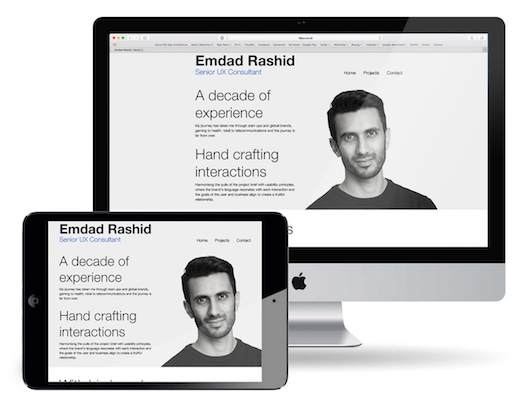 Emdad Rashid
Senior UX Consultant
Home Projects Contact
A decade of
experience
My journey has taken me through start-ups and global brands,
gaming to health, retail to telecommunications and the journey is
far from over.
Hand crafting
interactions
Harmonising the pulls of the project brief with usability principles,
where the brand's language resonates with each interaction and
the goals of the user and business align to create a fruitful
relationship.
Emdad Rashid
Senior UX Consultant
Home Projects Contact
A decade of
experience
My journey has taken me through start-ups and global brands,
gaming to health, retail to telecommunications and the journey is
far from over.
Hand crafting
interactions
Harmonising the pulls of the project brief with usability principles,
where the brand's language resonates with each interaction and
the goals of the user and business align to create a fruitful
relationship.